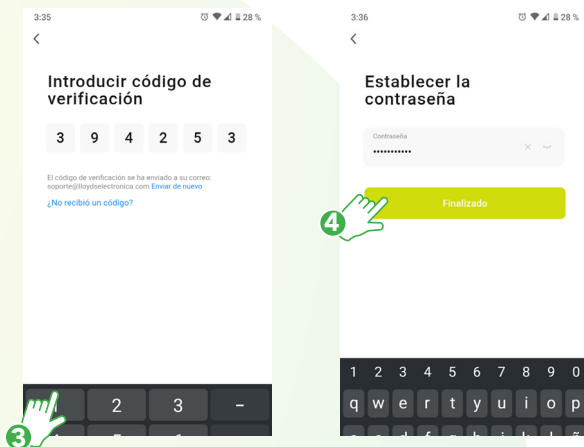 3:35
28 %
Introducir código de
verificación
3 9 4 2 5 3
El código de verificación se ha enviado a su correo:
soporte@lloydselectronica.com Enviar de nuevo
¿No recibió un código?
2 3 -
3
3:36
28 %
Establecer la
contraseña
Contraseña
•••••••••••
Finalizado
4
1 2 3 4 5 6 7 8 9 0
q w e r t y u i o p